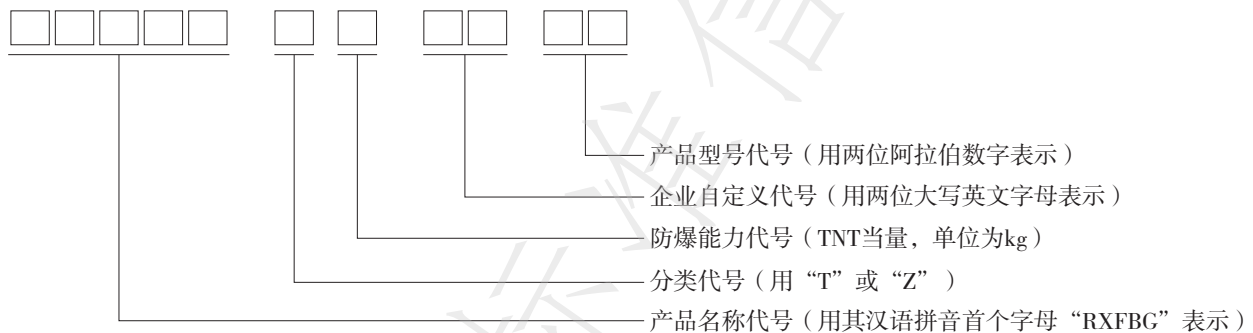 产品型号代号（用两位阿拉伯数字表示）
企业自定义代号（用两位大写英文字母表示）
防爆能力代号（TNT当量，单位为kg）
分类代号（用“T”或“Z”）
产品名称代号（用其汉语拼音首个字母“RXFBG”表示）